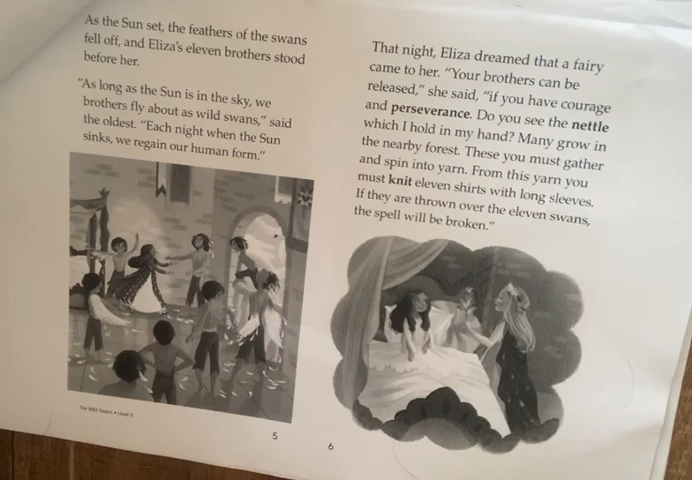 As the Sun set, the feathers of the swans
fell off, and Eliza's eleven brothers stood
before her.
"As long as the Sun is in the sky, we
brothers fly about as wild swans," said
the oldest. "Each night when the Sun
sinks, we regain our human form."
The Wild Swans • Level U
5
That night, Eliza dreamed that a fairy
came to her. "Your brothers can be
released," she said, "if you have courage
and perseverance. Do you see the nettle
which I hold in my hand? Many grow in
the nearby forest. These you must gather
and spin into yarn. From this yarn you
must knit eleven shirts with long sleeves.
If they are thrown over the eleven swans,
the spell will be broken."
6